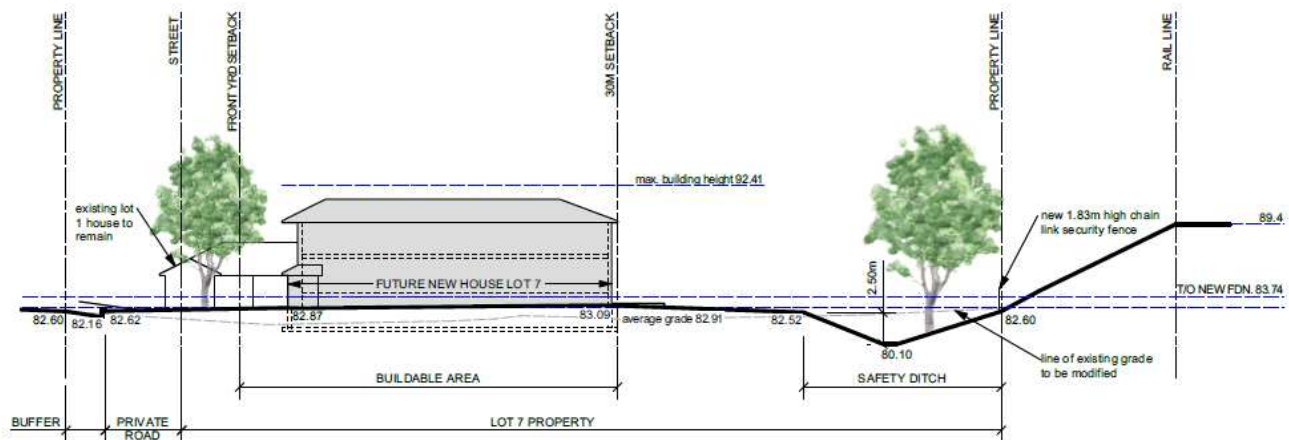 PROPERTY LINE
STREET
FRONT YRD SETBACK
30M SETBACK
PROPERTY LINE
RAIL LINE
max. building height 92.41
existing lot
1 house to
remain
new 1.83m high chain
link security fence
89.4
2.50m
FUTURE NEW HOUSE LOT 7
T/O NEW FDN. 83.74
82.60
82.16
82.62
82.87
83.09
average grade 82.91
82.52
82.60
80.10
line of existing grade
to be modified
BUILDABLE AREA
SAFETY DITCH
BUFFER
PRIVATE
ROAD
LOT 7 PROPERTY